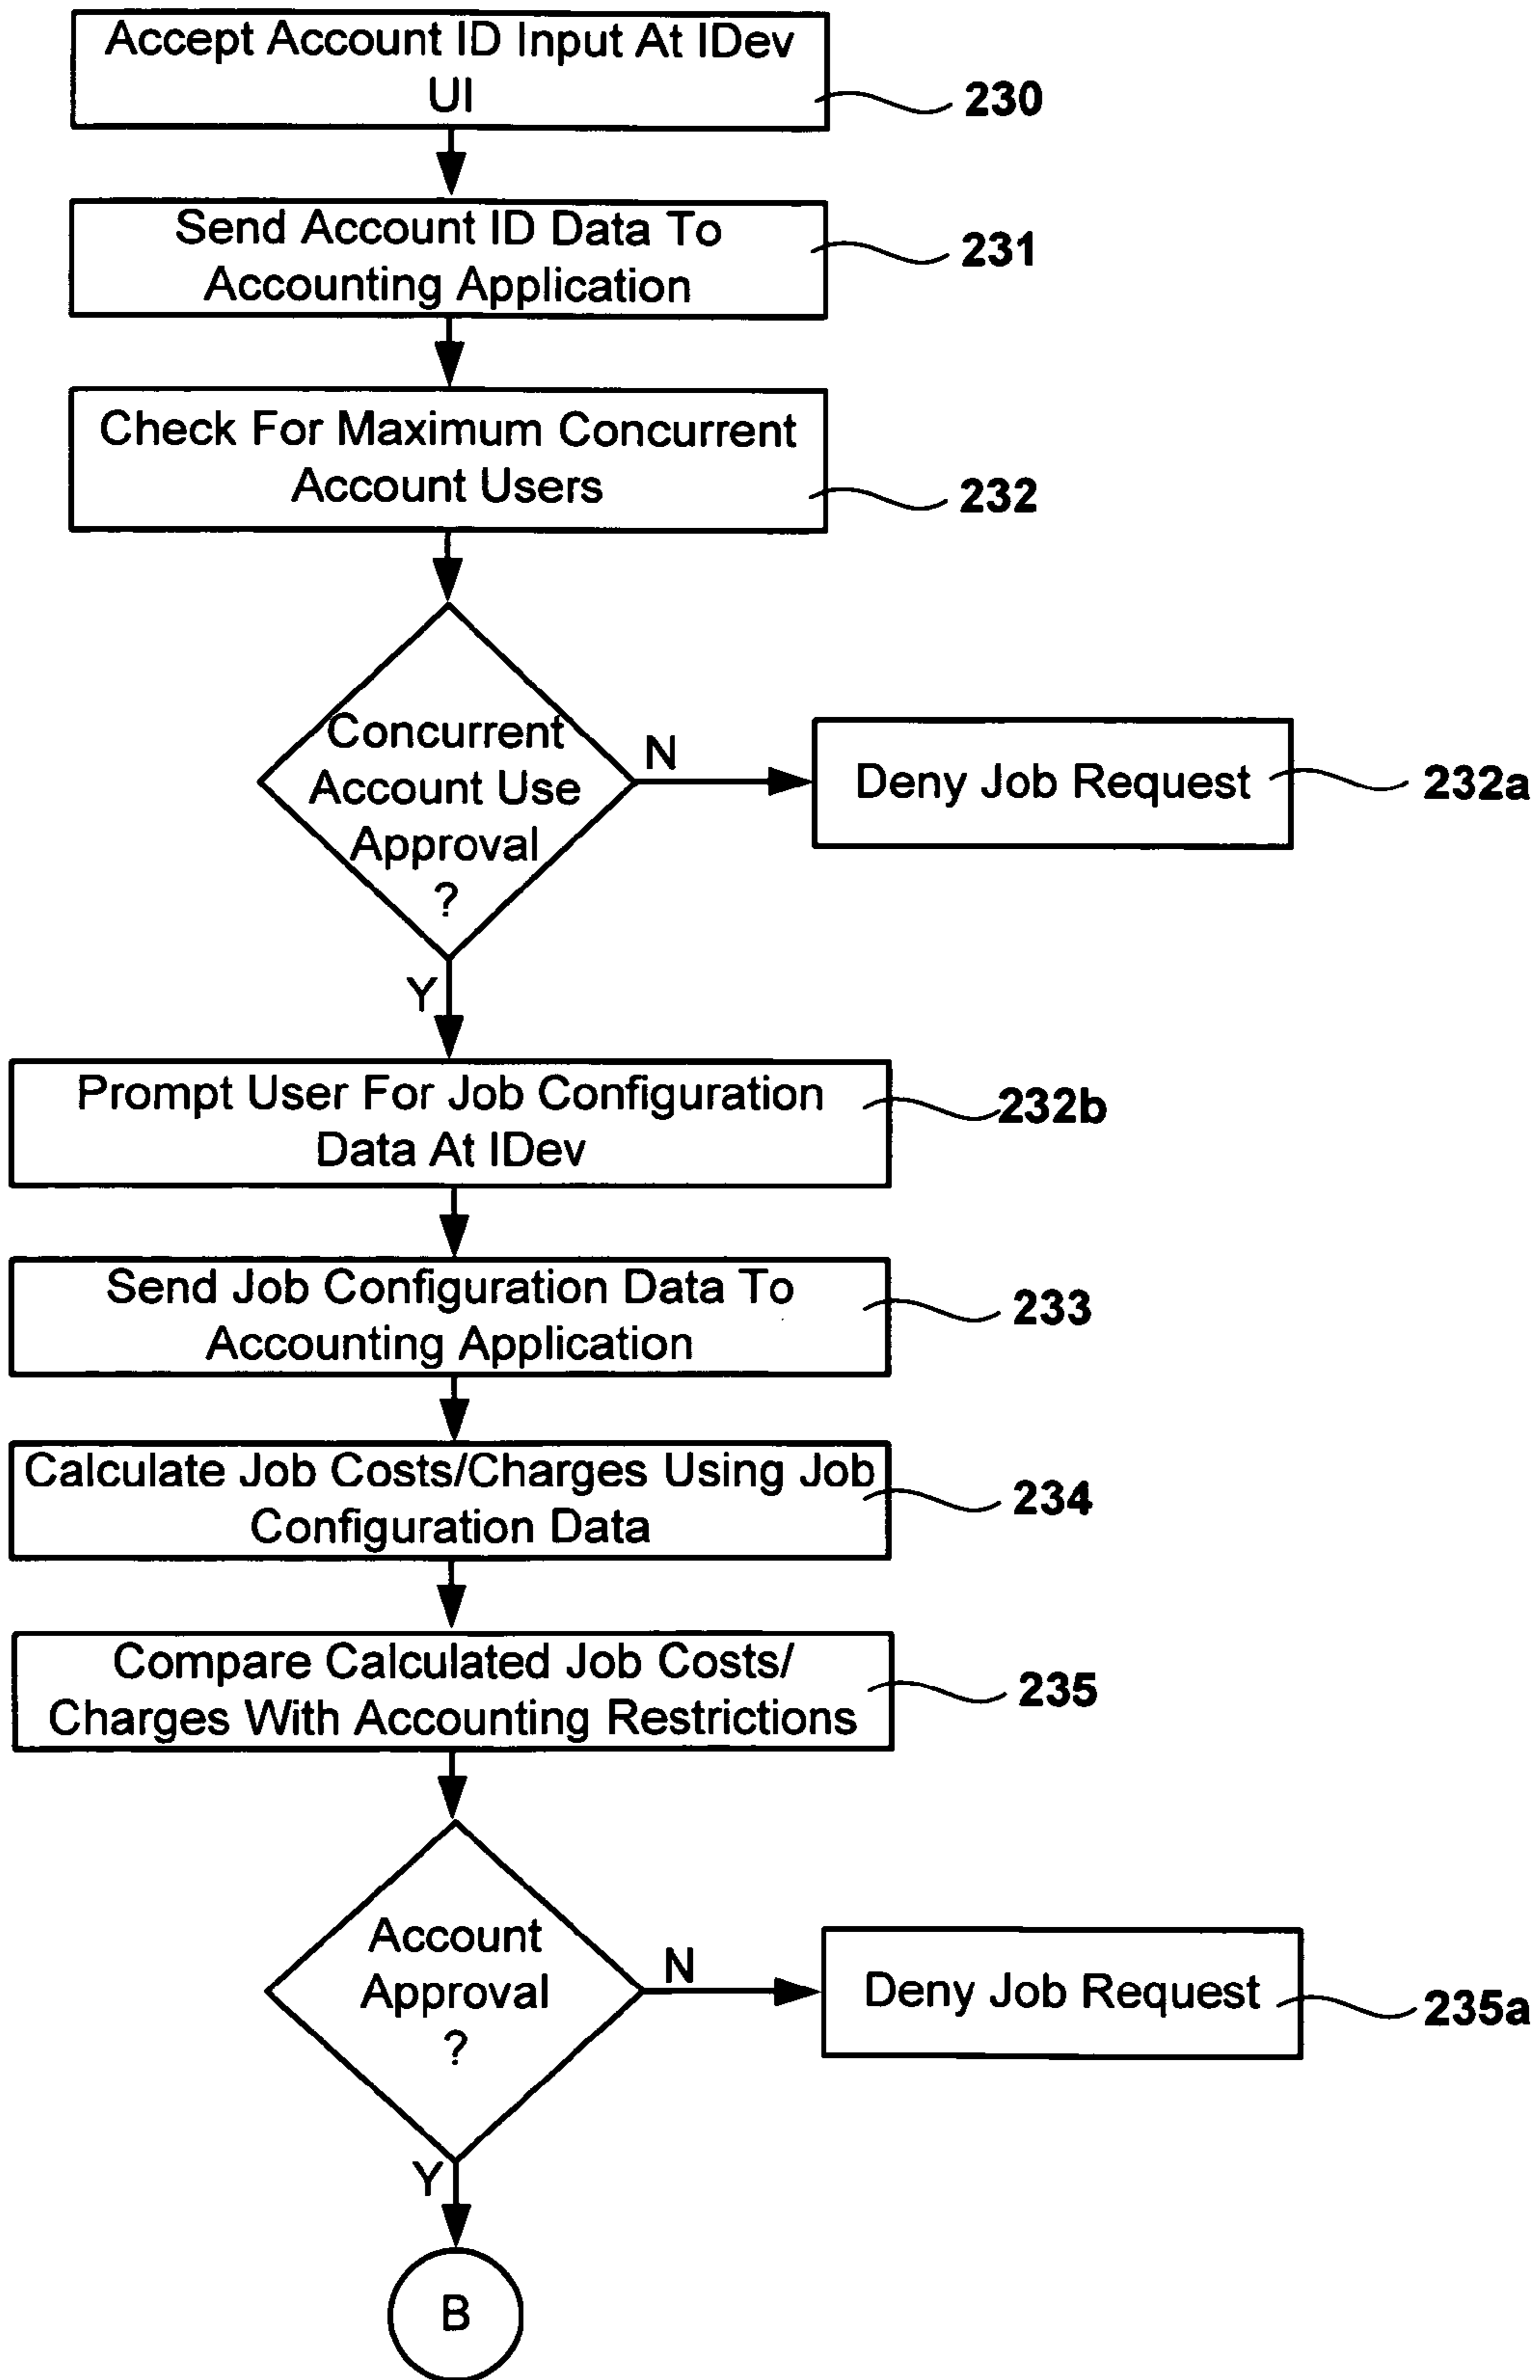 Accept Account ID Input At IDev
UI
230
Send Account ID Data To
Accounting Application
231
Check For Maximum Concurrent
Account Users
232
Concurrent
Account Use
Approval
?
N
Deny Job Request
232a
Y
Prompt User For Job Configuration
Data At IDev
232b
Send Job Configuration Data To
Accounting Application
233
Calculate Job Costs/Charges Using Job
Configuration Data
234
Compare Calculated Job Costs/
Charges With Accounting Restrictions
235
Account
Approval
?
N
Deny Job Request
235a
Y
B